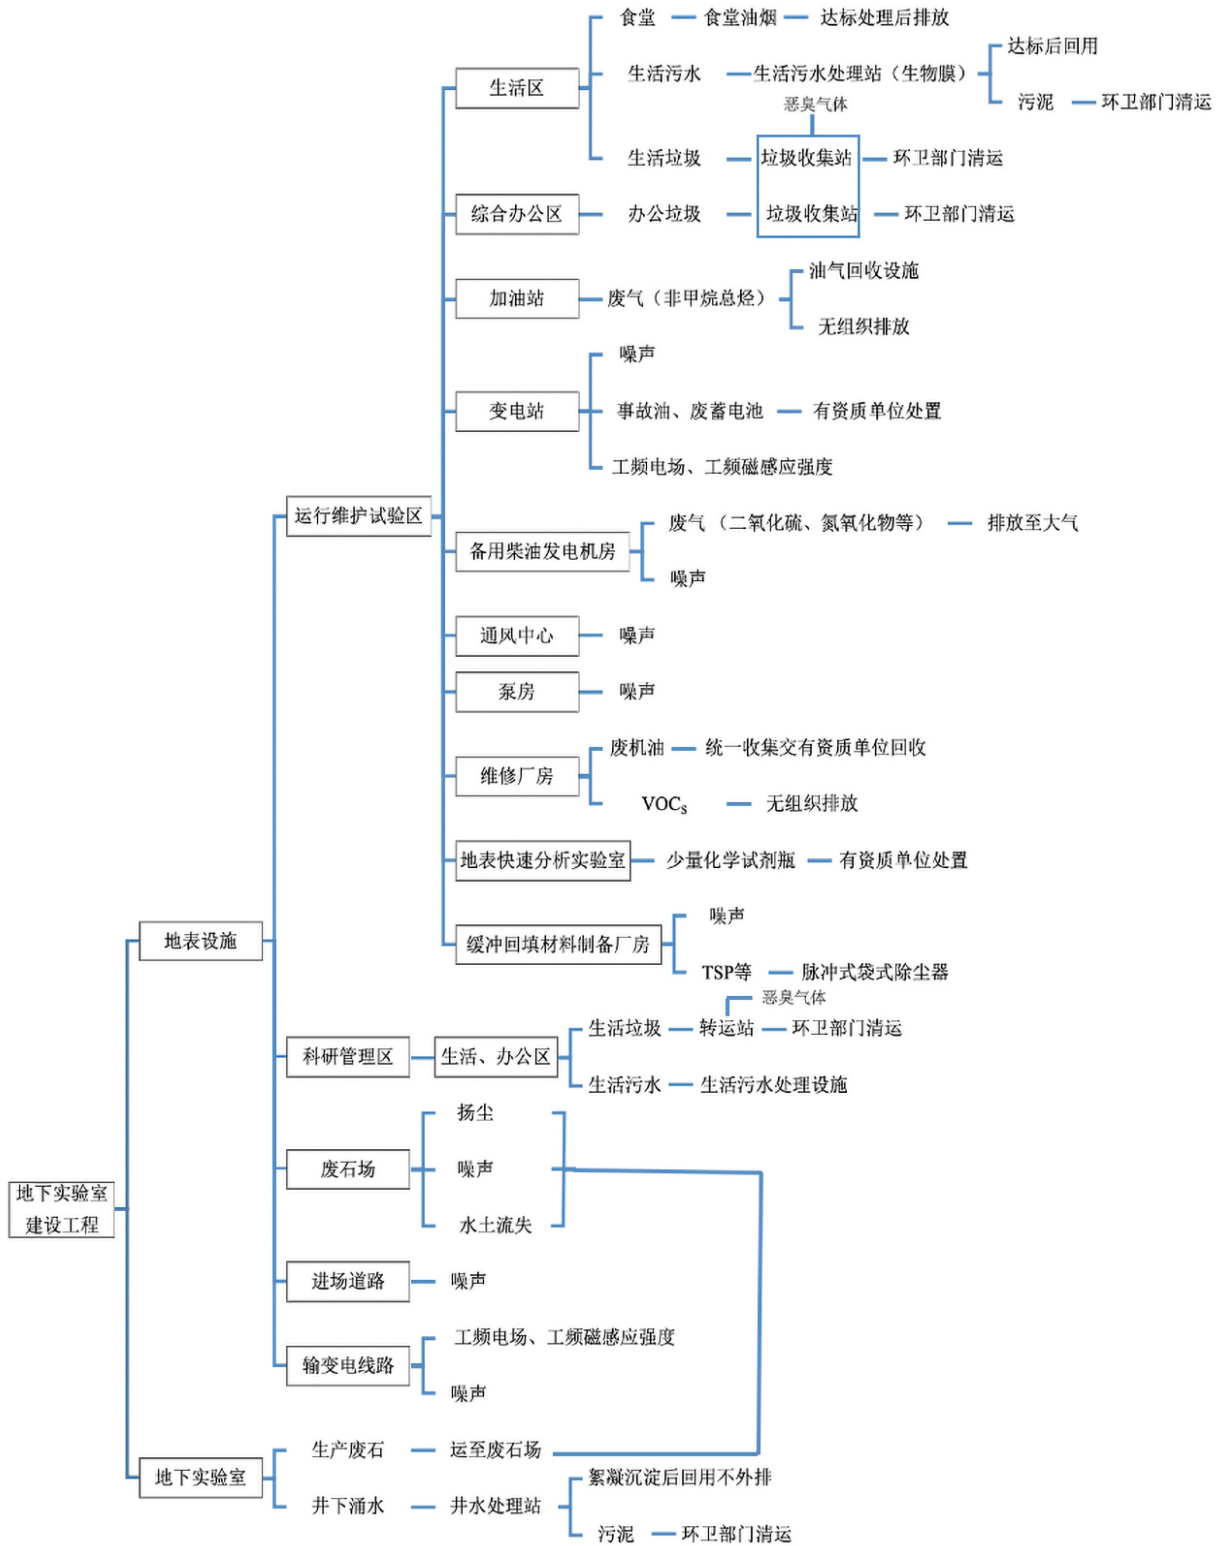 食堂 食堂油烟 达标处理后排放
达标后回用
生活污水 生活污水处理站（生物膜）
生活区
污泥 环卫部门清运
恶臭气体
生活垃圾 垃圾收集站 环卫部门清运
综合办公区 办公垃圾 垃圾收集站 环卫部门清运
油气回收设施
加油站 废气（非甲烷总烃）
无组织排放
噪声
变电站 事故油、废蓄电池 有资质单位处置
工频电场、工频磁感应强度
运行维护试验区
废气 （二氧化硫、氮氧化物等） 排放至大气
备用柴油发电机房
噪声
通风中心 噪声
泵房 噪声
废机油 统一收集交有资质单位回收
维修厂房
VOCs 无组织排放
地表快速分析实验室 少量化学试剂瓶 有资质单位处置
噪声
地表设施
缓冲回填材料制备厂房
TSP等 脉冲式袋式除尘器
恶臭气体
生活垃圾 转运站 环卫部门清运
科研管理区 生活、办公区
生活污水 生活污水处理设施
扬尘
废石场 噪声
地下实验室
建设工程
水土流失
进场道路 噪声
工频电场、工频磁感应强度
输变电线路
噪声
生产废石 运至废石场
地下实验室
絮凝沉淀后回用不外排
井下涌水 井水处理站
污泥 环卫部门清运